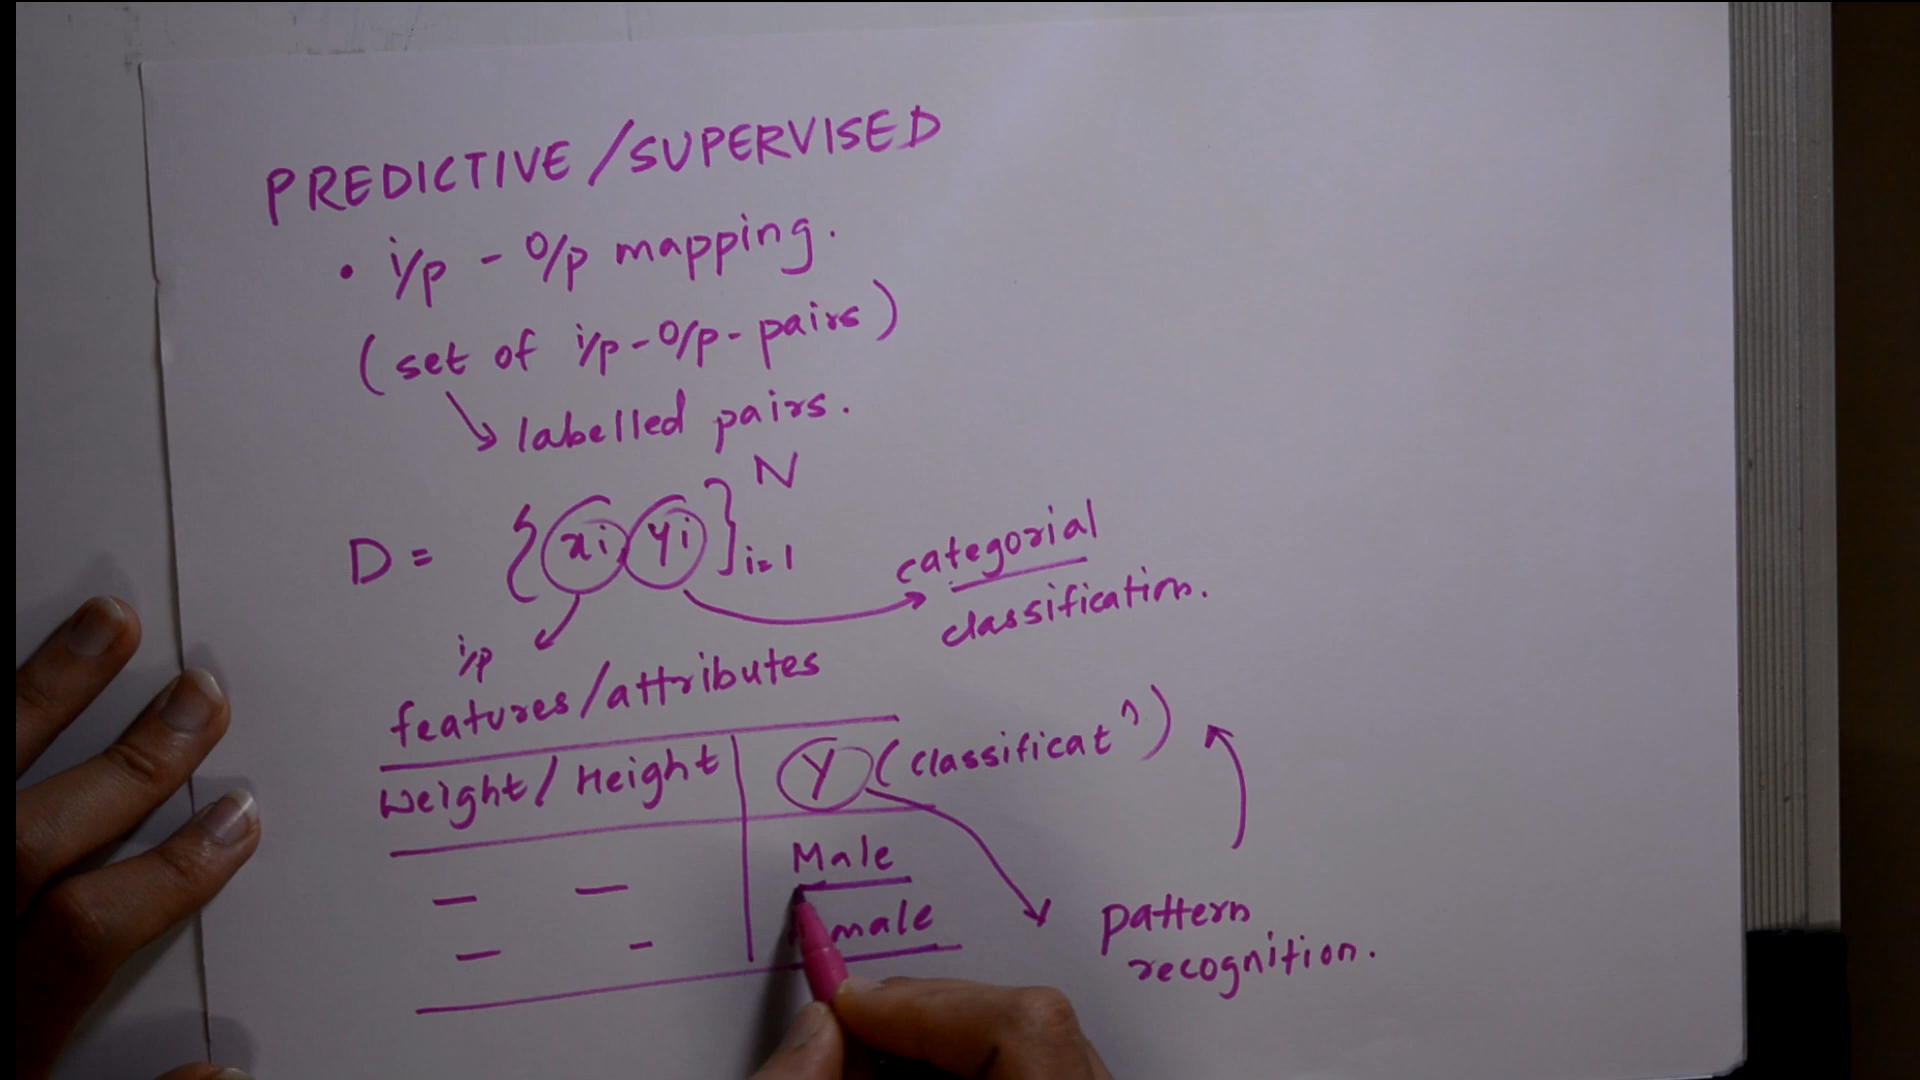 PREDICTIVE/SUPERVISED
• i/p - o/p mapping.
(set of i/p-o/p-pairs)
labelled pairs.
D = {xi yi}N i=1
categorial
classification.
i/p
features/attributes
Weight/Height Y (classificat^n)
Male
male
pattern
recognition.